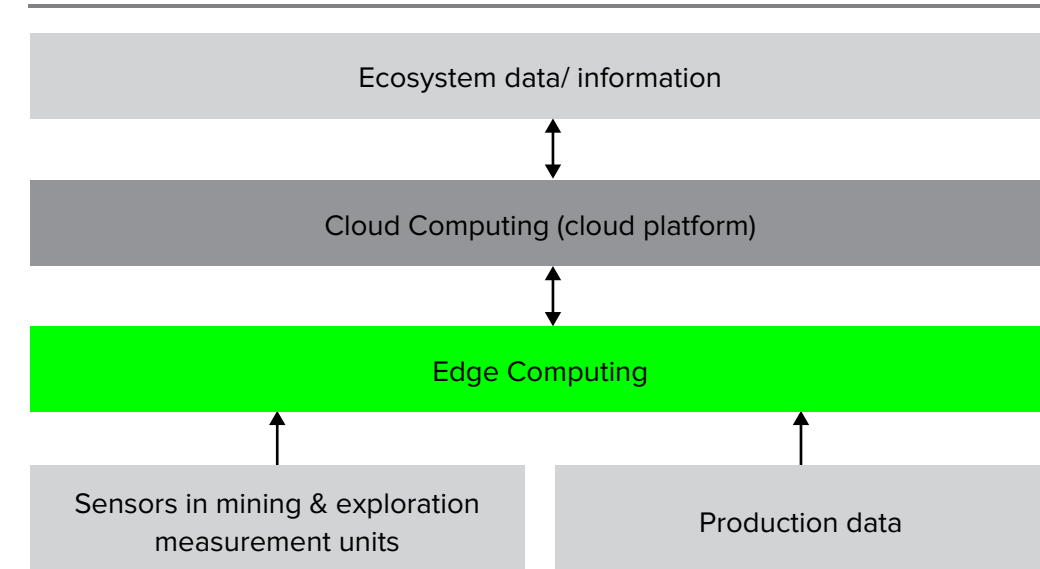 Ecosystem data/ information
Cloud Computing (cloud platform)
Edge Computing
Sensors in mining & exploration
measurement units
Production data